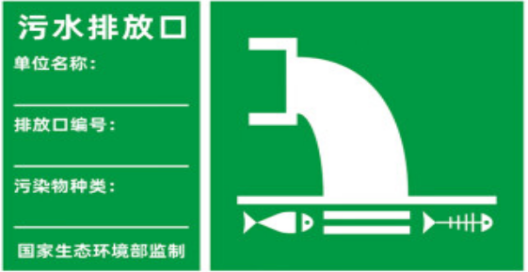 污水排放口
单位名称：
排放口编号：
污染物种类：
国家生态环境部监制